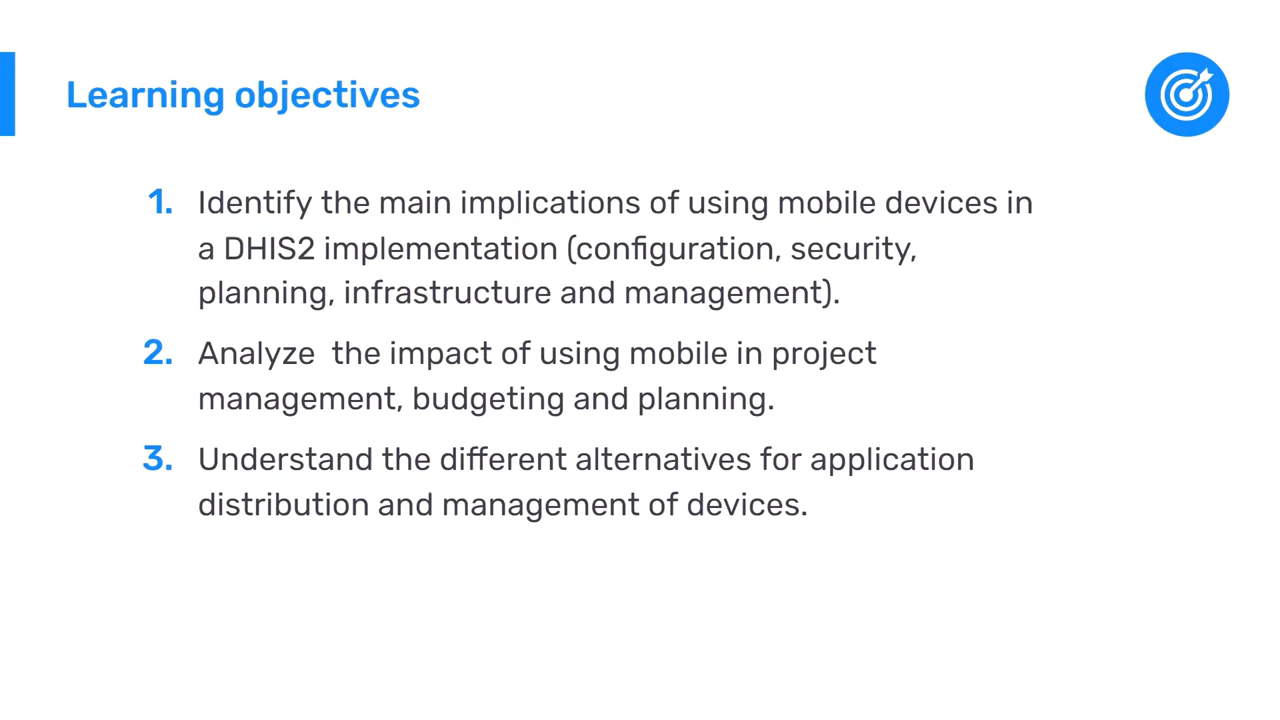 Learning objectives
1. Identify the main implications of using mobile devices in
a DHIS2 implementation (configuration, security,
planning, infrastructure and management).
2. Analyze  the impact of using mobile in project
management, budgeting and planning.
3. Understand the different alternatives for application
distribution and management of devices.